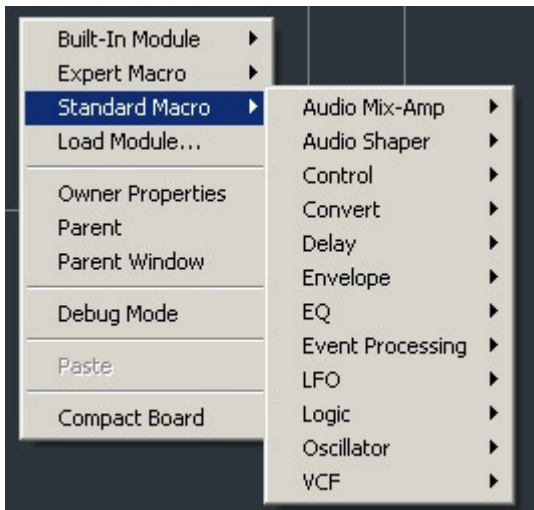 Built-In Module
Expert Macro
Standard Macro
Load Module...
Owner Properties
Parent
Parent Window
Debug Mode
Paste
Compact Board
Audio Mix-Amp
Audio Shaper
Control
Convert
Delay
Envelope
EQ
Event Processing
LFO
Logic
Oscillator
VCF